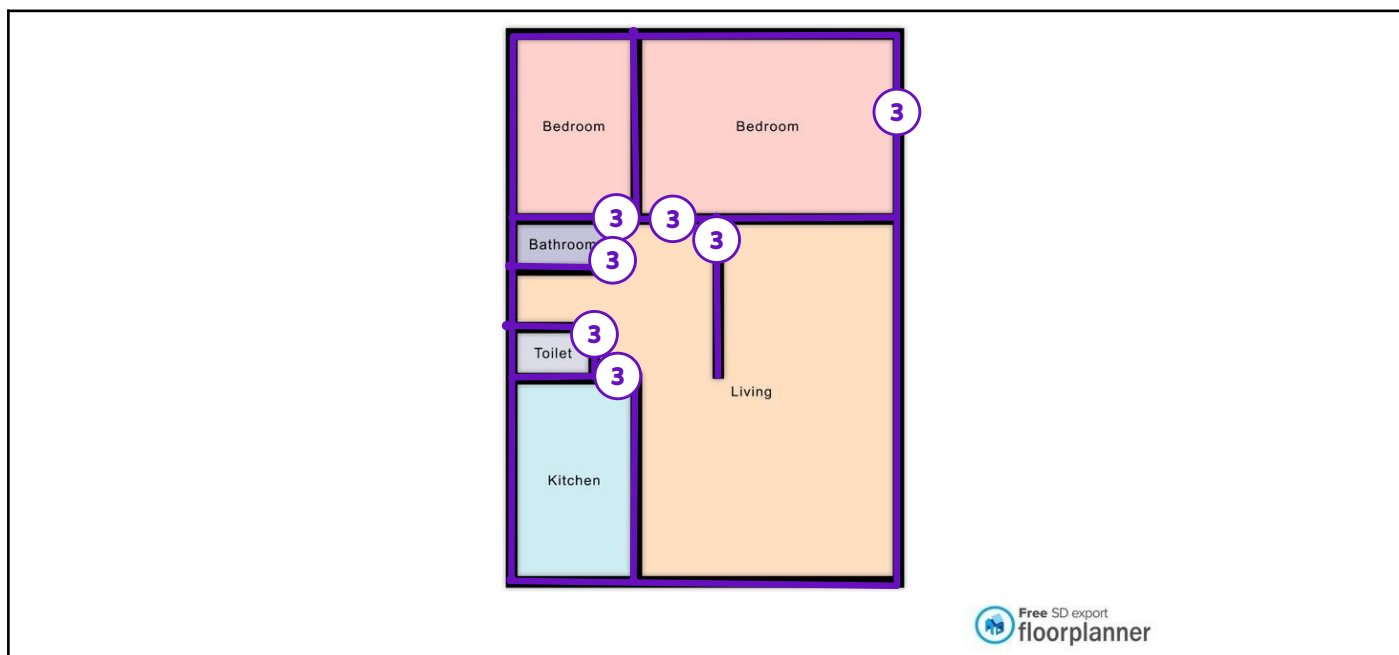 Bedroom
Bedroom
3
3
3
3
Bathroom
3
3
Toilet
3
Living
Kitchen
Free SD export
floorplanner